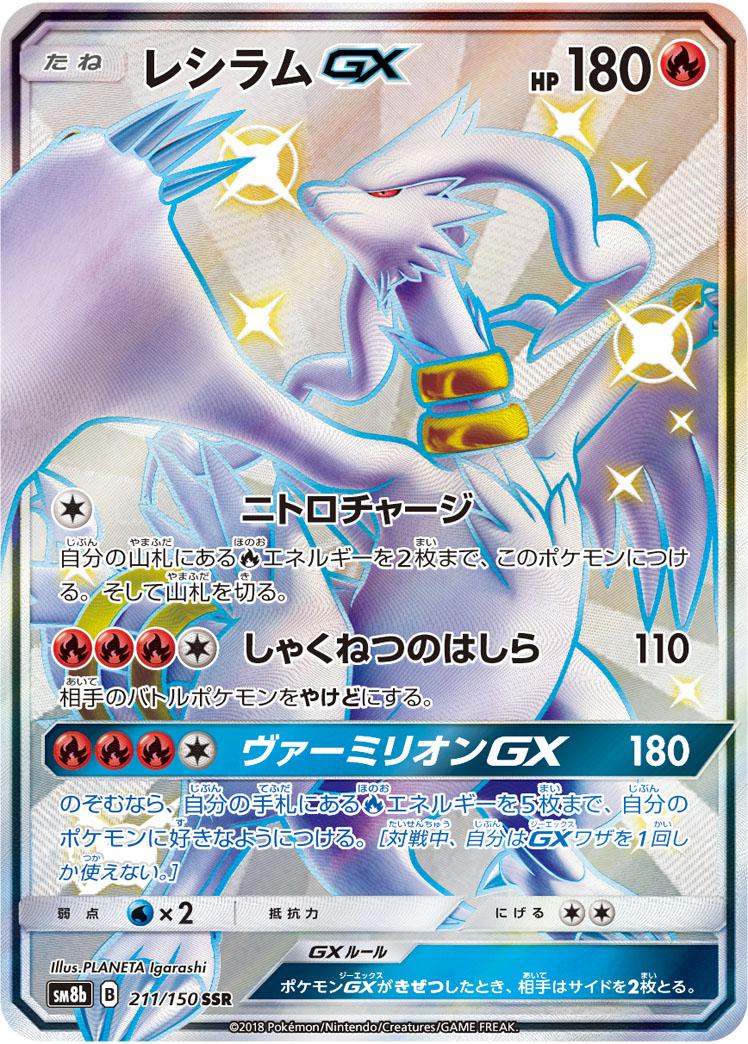 たね
レシラムGX
HP 180
ニトロチャージ
自分の山札にあるエネルギーを2枚まで、このポケモンにつけ
る。そして山札を切る。
しゃくねつのはしら 110
相手のバトルポケモンをやけどにする。
ヴァーミリオンGX 180
のぞむなら、自分の手札にあるエネルギーを5枚まで、自分の
ポケモンに好きなようにつける。[対戦中、自分はGXワザを1回し
か使えない。]
弱点 ×2 抵抗力 にげる
Illus.PLANETA Igarashi
GXルール
ポケモンGXがきぜつしたとき、相手はサイドを2枚とる。
SM8b B 211/150 SSR
©2018 Pokémon/Nintendo/Creatures/GAME FREAK.